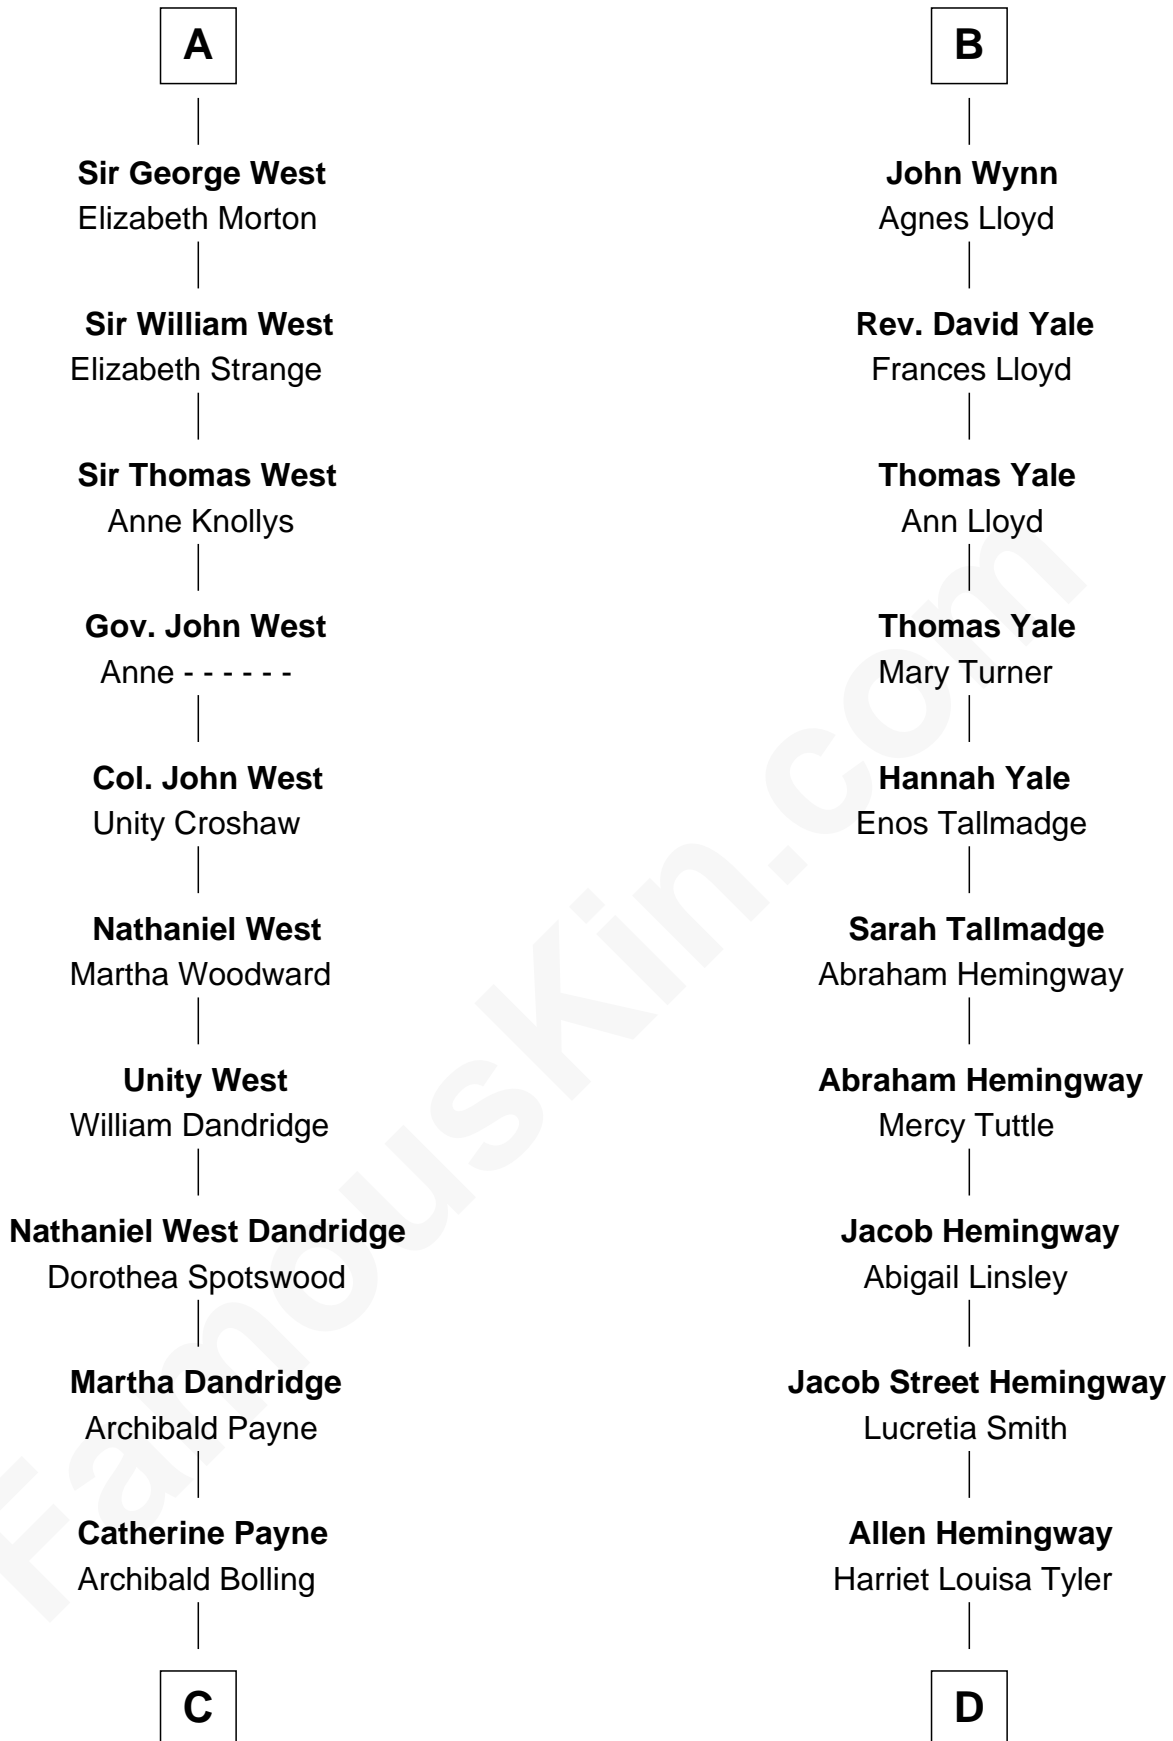 A
Sir George West
Elizabeth Morton
Sir William West
Elizabeth Strange
Sir Thomas West
Anne Knollys
Gov. John West
Anne - - - - - -
Col. John West
Unity Croshaw
Nathaniel West
Martha Woodward
Unity West
William Dandridge
Nathaniel West Dandridge
Dorothea Spotswood
Martha Dandridge
Archibald Payne
Catherine Payne
Archibald Bolling
C
B
John Wynn
Agnes Lloyd
Rev. David Yale
Frances Lloyd
Thomas Yale
Ann Lloyd
Thomas Yale
Mary Turner
Hannah Yale
Enos Tallmadge
Sarah Tallmadge
Abraham Hemingway
Abraham Hemingway
Mercy Tuttle
Jacob Hemingway
Abigail Linsley
Jacob Street Hemingway
Lucretia Smith
Allen Hemingway
Harriet Louisa Tyler
D
FamousKin.com